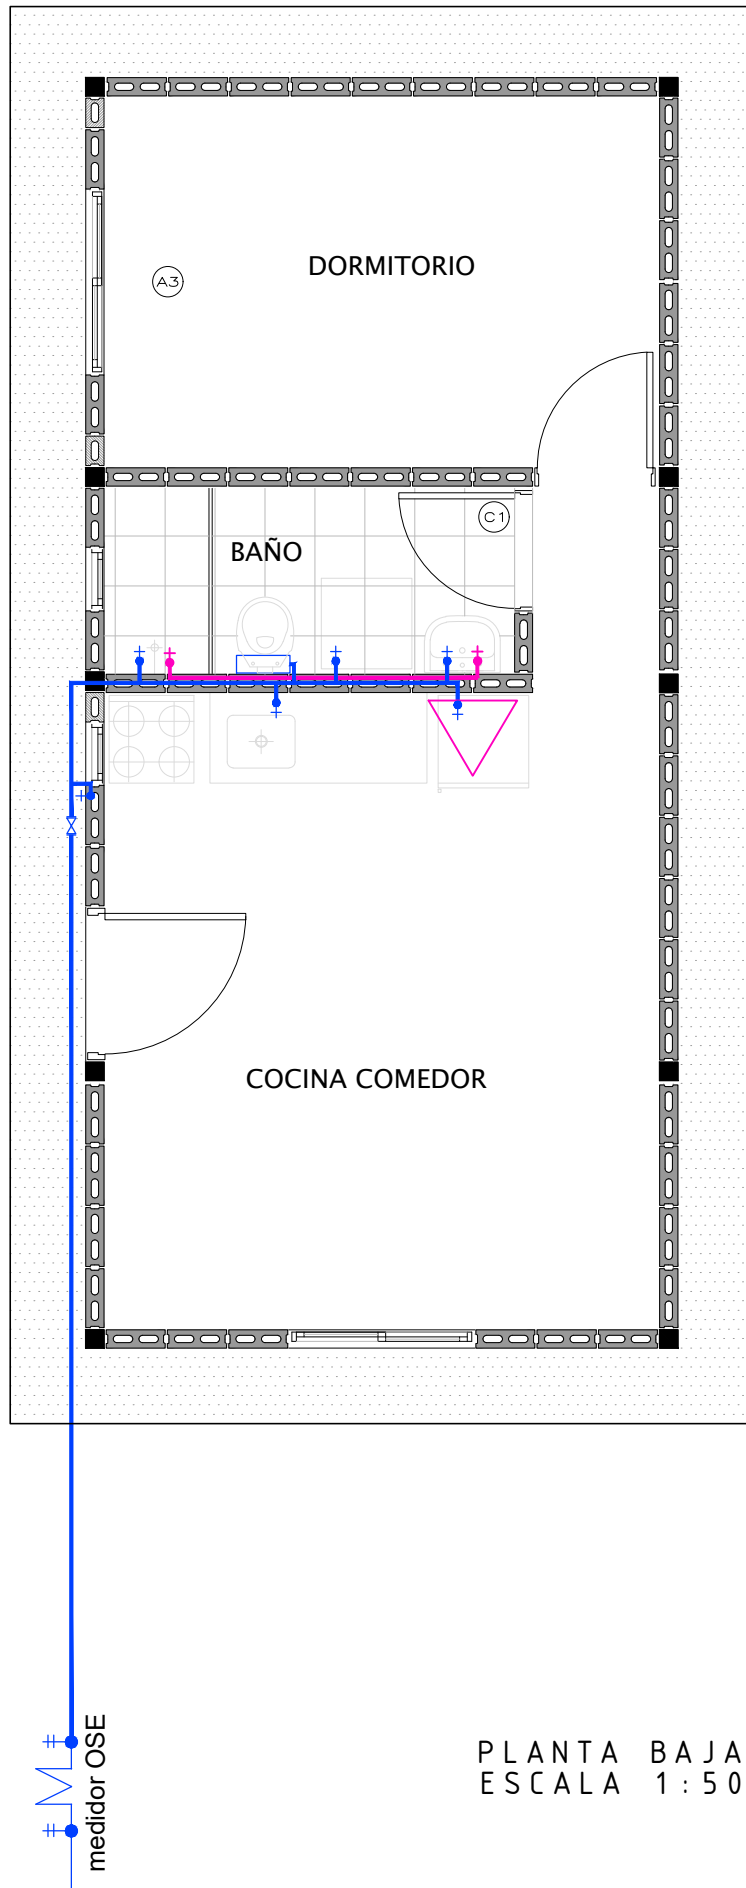 DORMITORIO
A3
C1
BAÑO
COCINA COMEDOR
medidor OSE
PLANTA BAJA
ESCALA 1:50